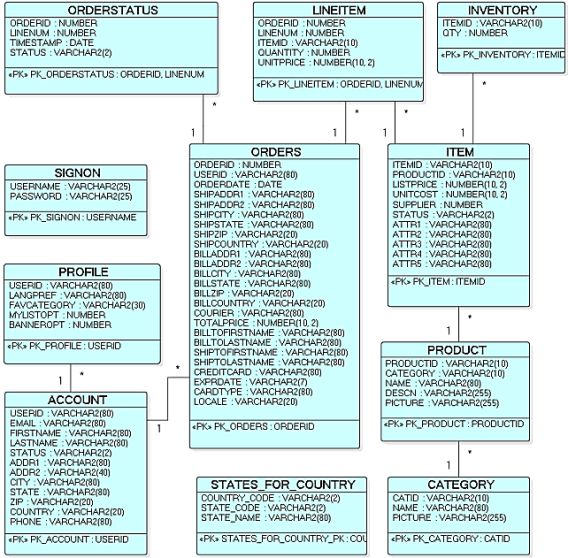 ORDERSTATUS
ORDERID : NUMBER
LINENUM : NUMBER
TIMESTAMP : DATE
STATUS : VARCHAR2(2)
«PK» PK_ORDERSTATUS : ORDERID, LINENUM
LINEITEM
ORDERID : NUMBER
LINENUM : NUMBER
ITEMID : VARCHAR2(10)
QUANTITY : NUMBER
UNITPRICE : NUMBER(10, 2)
«PK» PK_LINEITEM : ORDERID, LINENUM
INVENTORY
ITEMID : VARCHAR2(10)
QTY : NUMBER
«PK» PK_INVENTORY : ITEMID
*
*
*
*
1
1
1
1
SIGNON
USERNAME : VARCHAR2(25)
PASSWORD : VARCHAR2(25)
«PK» PK_SIGNON : USERNAME
ORDERS
ORDERID : NUMBER
USERID : VARCHAR2(80)
ORDERDATE : DATE
SHIPADDR1 : VARCHAR2(80)
SHIPADDR2 : VARCHAR2(80)
SHIPCITY : VARCHAR2(80)
SHIPSTATE : VARCHAR2(80)
SHIPZIP : VARCHAR2(20)
SHIPCOUNTRY : VARCHAR2(20)
BILLADDR1 : VARCHAR2(80)
BILLADDR2 : VARCHAR2(80)
BILLCITY : VARCHAR2(80)
BILLSTATE : VARCHAR2(80)
BILLZIP : VARCHAR2(20)
BILLCOUNTRY : VARCHAR2(20)
COURIER : VARCHAR2(80)
TOTALPRICE : NUMBER(10, 2)
BILLTOFIRSTNAME : VARCHAR2(80)
BILLTOLASTNAME : VARCHAR2(80)
SHIPTOFIRSTNAME : VARCHAR2(80)
SHIPTOLASTNAME : VARCHAR2(80)
CREDITCARD : VARCHAR2(80)
EXPRDATE : VARCHAR2(7)
CARDTYPE : VARCHAR2(80)
LOCALE : VARCHAR2(20)
«PK» PK_ORDERS : ORDERID
ITEM
ITEMID : VARCHAR2(10)
PRODUCTID : VARCHAR2(10)
LISTPRICE : NUMBER(10, 2)
UNITCOST : NUMBER(10, 2)
SUPPLIER : NUMBER
STATUS : VARCHAR2(2)
ATTR1 : VARCHAR2(80)
ATTR2 : VARCHAR2(80)
ATTR3 : VARCHAR2(80)
ATTR4 : VARCHAR2(80)
ATTR5 : VARCHAR2(80)
«PK» PK_ITEM : ITEMID
PROFILE
USERID : VARCHAR2(80)
LANGPREF : VARCHAR2(80)
FAVCATEGORY : VARCHAR2(30)
MYLISTOPT : NUMBER
BANNEROPT : NUMBER
«PK» PK_PROFILE : USERID
1
*
*
1
1
*
PRODUCT
PRODUCTID : VARCHAR2(10)
CATEGORY : VARCHAR2(10)
NAME : VARCHAR2(80)
DESCN : VARCHAR2(255)
PICTURE : VARCHAR2(255)
«PK» PK_PRODUCT : PRODUCTID
ACCOUNT
USERID : VARCHAR2(80)
EMAIL : VARCHAR2(80)
FIRSTNAME : VARCHAR2(80)
LASTNAME : VARCHAR2(80)
STATUS : VARCHAR2(2)
ADDR1 : VARCHAR2(80)
ADDR2 : VARCHAR2(40)
CITY : VARCHAR2(80)
STATE : VARCHAR2(80)
ZIP : VARCHAR2(20)
COUNTRY : VARCHAR2(20)
PHONE : VARCHAR2(80)
«PK» PK_ACCOUNT : USERID
1
*
STATES_FOR_COUNTRY
COUNTRY_CODE : VARCHAR2(2)
STATE_CODE : VARCHAR2(2)
STATE_NAME : VARCHAR2(80)
«PK» STATES_FOR_COUNTRY_PK : COU
CATEGORY
CATID : VARCHAR2(10)
NAME : VARCHAR2(80)
PICTURE : VARCHAR2(255)
«PK» PK_CATEGORY : CATID